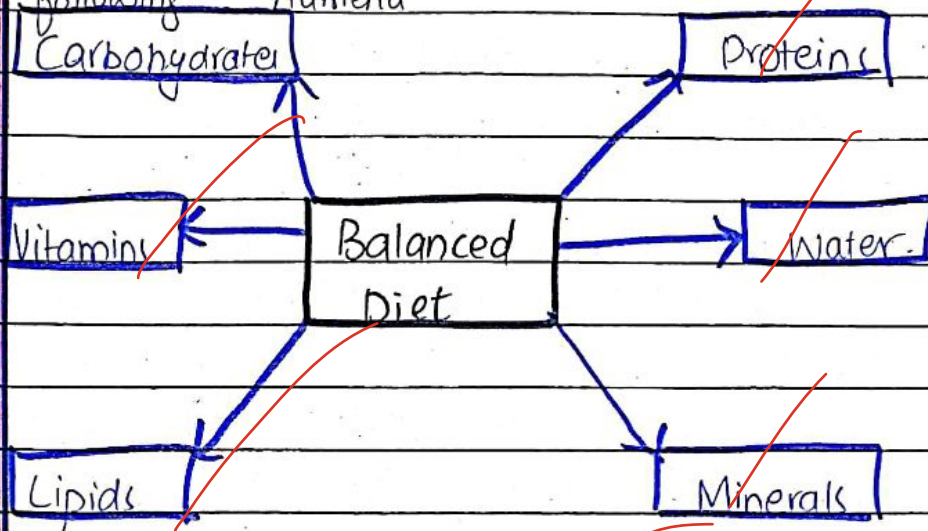 Carbohydrates
Proteins
Vitamins
Balanced
Diet
Water.
Lipids
Minerals